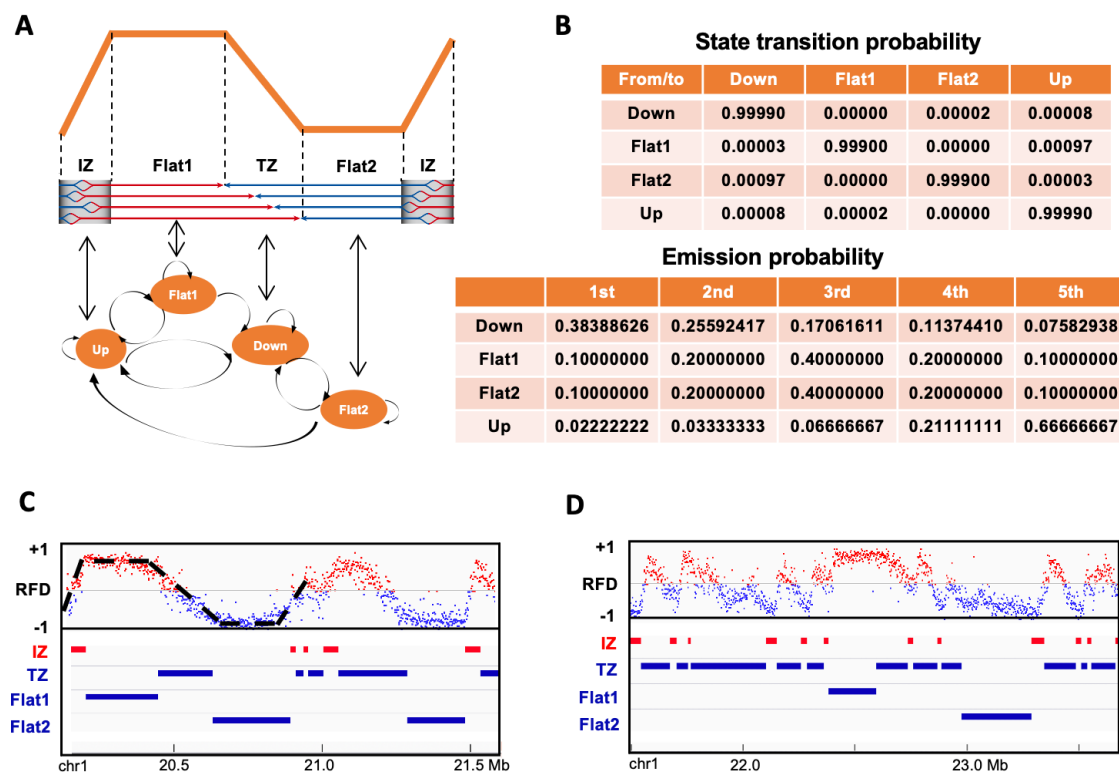 A
IZ Flat1 TZ Flat2 IZ
Flat1
Up
Down
Flat2
B
State transition probability
From/to Down Flat1 Flat2 Up
Down 0.99990 0.00000 0.00002 0.00008
Flat1 0.00003 0.99900 0.00000 0.00097
Flat2 0.00097 0.00000 0.99900 0.00003
Up 0.00008 0.00002 0.00000 0.99990
Emission probability
1st 2nd 3rd 4th 5th
Down 0.38388626 0.25592417 0.17061611 0.11374410 0.07582938
Flat1 0.10000000 0.20000000 0.40000000 0.20000000 0.10000000
Flat2 0.10000000 0.20000000 0.40000000 0.20000000 0.10000000
Up 0.02222222 0.03333333 0.06666667 0.21111111 0.66666667
C
+1
RFD
-1
IZ
TZ
Flat1
Flat2
chr1 20.5 21.0 21.5 Mb
D
+1
RFD
-1
IZ
TZ
Flat1
Flat2
chr1 22.0 23.0 Mb